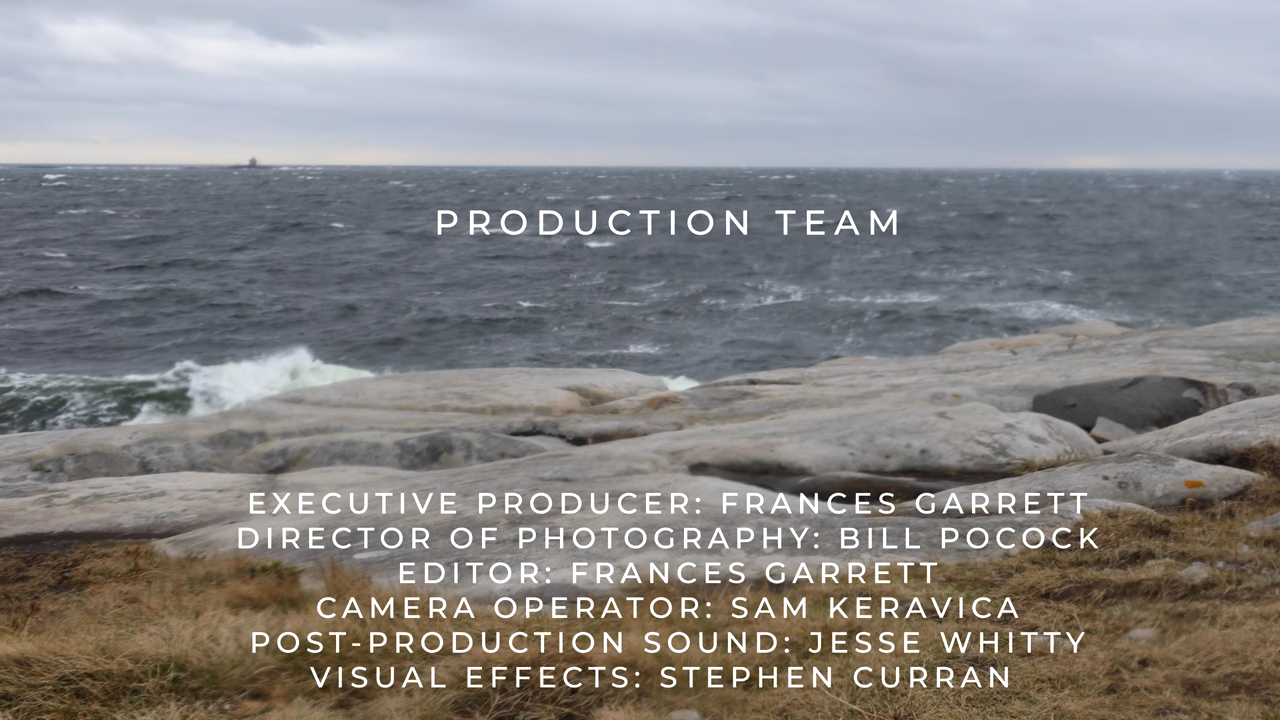 PRODUCTION TEAM
EXECUTIVE PRODUCER: FRANCES GARRETT
DIRECTOR OF PHOTOGRAPHY: BILL POCOCK
EDITOR: FRANCES GARRETT
CAMERA OPERATOR: SAM KERAVICA
POST-PRODUCTION SOUND: JESSE WHITTY
VISUAL EFFECTS: STEPHEN CURRAN